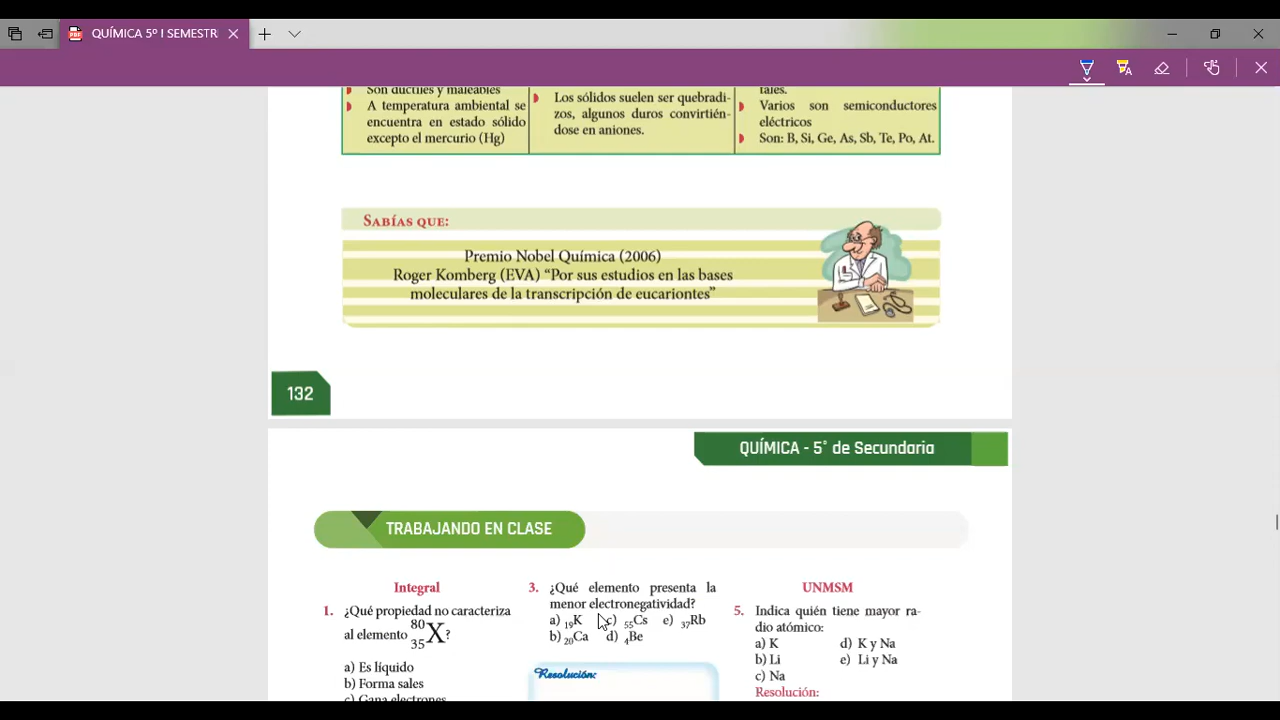 QUÍMICA 5º I SEMESTR
Son dúctiles y maleables
A temperatura ambiental se
encuentra en estado sólido
excepto el mercurio (Hg)
Los sólidos suelen ser quebradi-
zos, algunos duros convirtién-
dose en aniones.
tales.
Varios son semiconductores
eléctricos
Son: B, Si, Ge, As, Sb, Te, Po, At.
SABÍAS QUE:
Premio Nobel Química (2006)
Roger Komberg (EVA) “Por sus estudios en las bases
moleculares de la transcripción de eucariontes”
132
QUÍMICA - 5° de Secundaria
TRABAJANDO EN CLASE
Integral
1. ¿Qué propiedad no caracteriza
al elemento ⁸⁰₃₅X?
a) Es líquido
b) Forma sales
c) Gana electrones
3. ¿Qué elemento presenta la
menor electronegatividad?
a) ₁₉K c) ₅₅Cs e) ₃₇Rb
b) ₂₀Ca d) ₄Be
Resolución:
UNMSM
5. Indica quién tiene mayor ra-
dio atómico:
a) K d) K y Na
b) Li e) Li y Na
c) Na
Resolución: